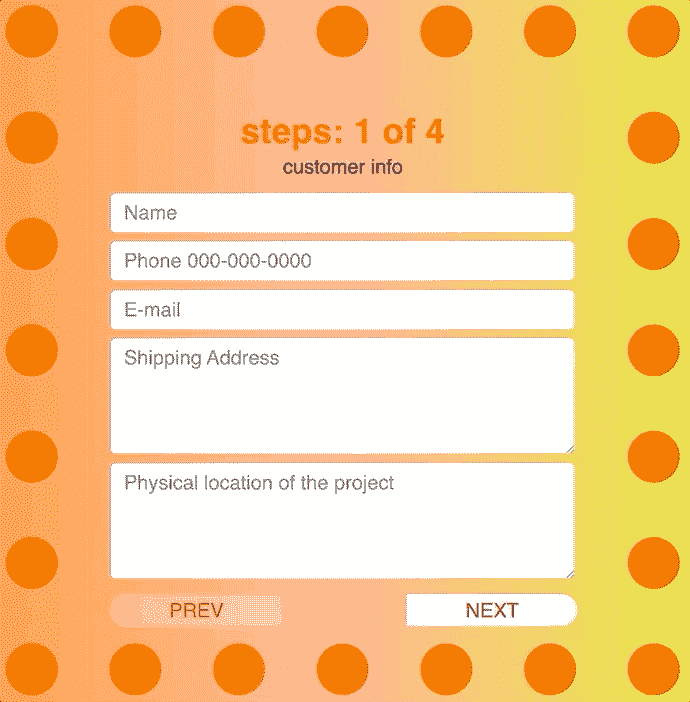 steps: 1 of 4
customer info
Name
Phone 000-000-0000
E-mail
Shipping Address
Physical location of the project
PREV
NEXT